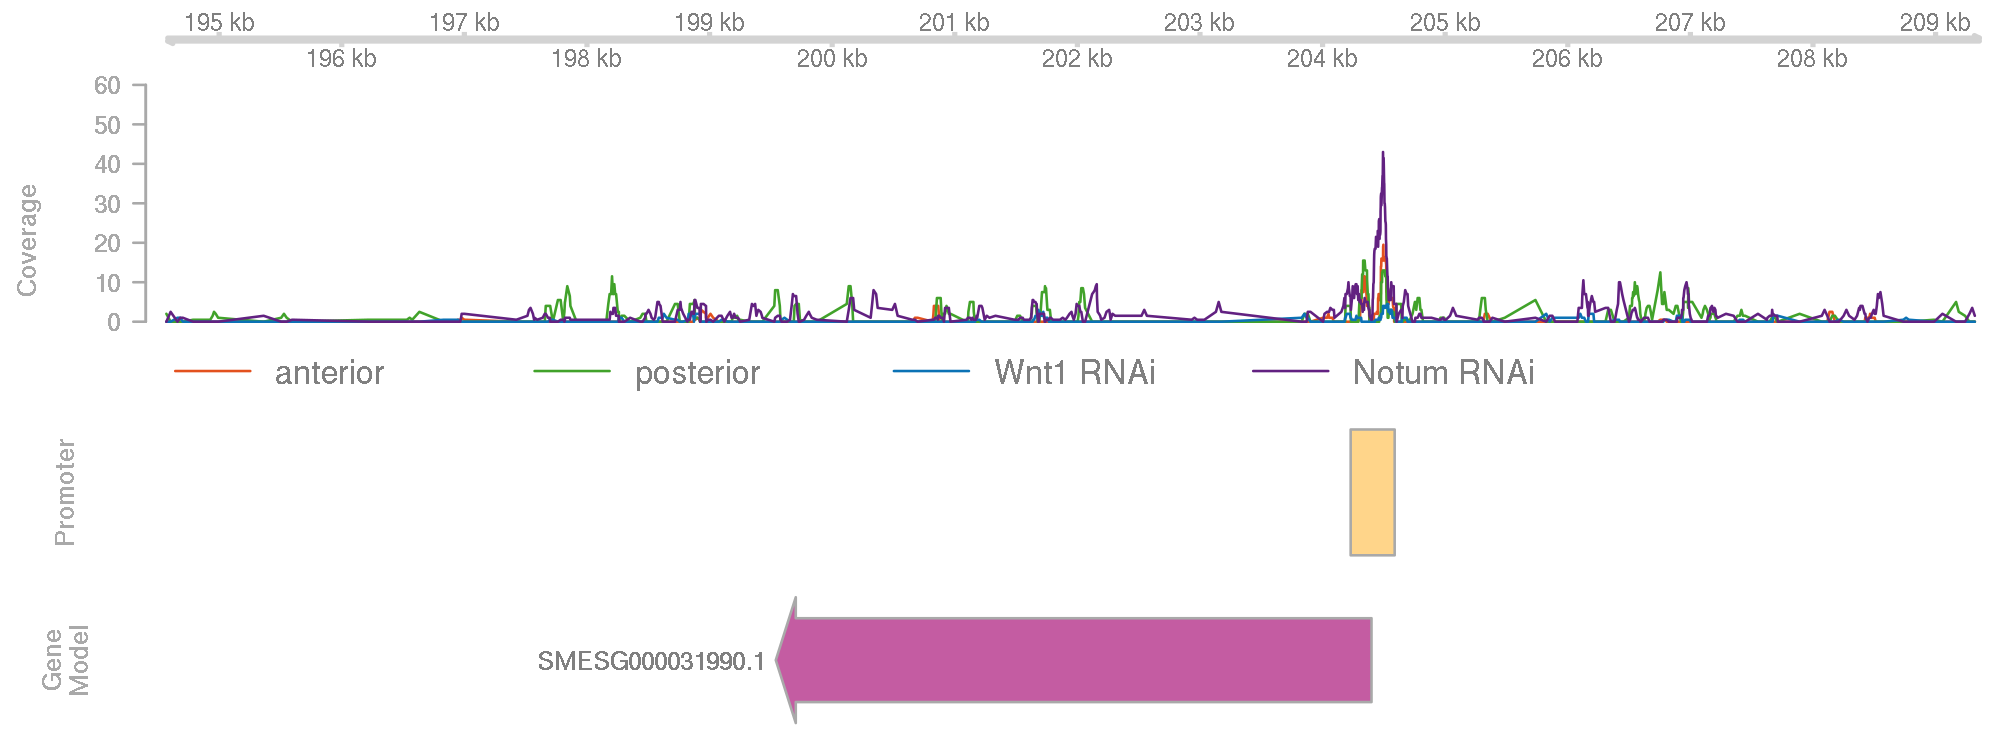 195 kb 197 kb 199 kb 201 kb 203 kb 205 kb 207 kb 209 kb
196 kb 198 kb 200 kb 202 kb 204 kb 206 kb 208 kb
60
50
40
30
20
10
0
Coverage
anterior posterior Wnt1 RNAi Notum RNAi
Promoter
Gene
Model
SMESG000031990.1